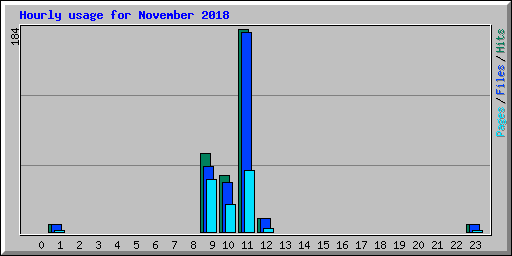 Hourly usage for November 2018
184
Pages/Files/Hits
0 1 2 3 4 5 6 7 8 9 10 11 12 13 14 15 16 17 18 19 20 21 22 23